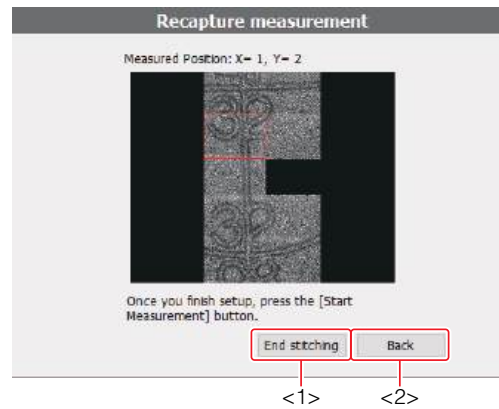 Recapture measurement
Measured Position: X= 1, Y= 2
Once you finish setup, press the [Start
Measurement] button.
End stitching
Back
<1>
<2>